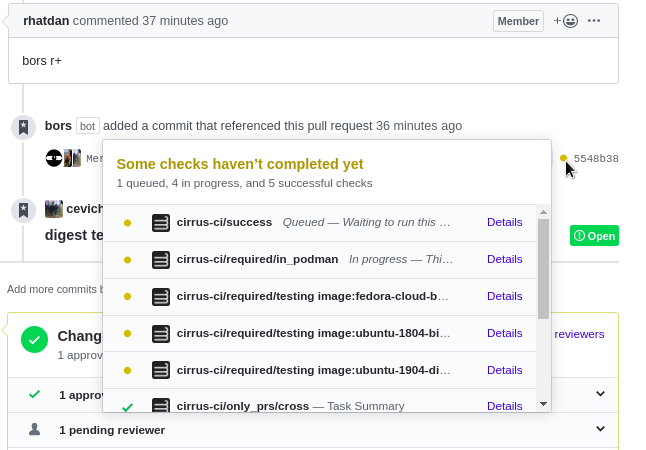 rhatdan commented 37 minutes ago Member
bors r+
bors bot added a commit that referenced this pull request 36 minutes ago
Mer 5548b38
Some checks haven't completed yet
1 queued, 4 in progress, and 5 successful checks
cirrus-ci/success Queued — Waiting to run this … Details
cirrus-ci/required/in_podman In progress — Thi… Details
cirrus-ci/required/testing image:fedora-cloud-b… Details
cirrus-ci/required/testing image:ubuntu-1804-bi… Details
cirrus-ci/required/testing image:ubuntu-1904-di… Details
cirrus-ci/only_prs/cross — Task Summary Details
cevich
digest te Open
Add more commits b
Chang reviewers
1 approv
1 approv
1 pending reviewer